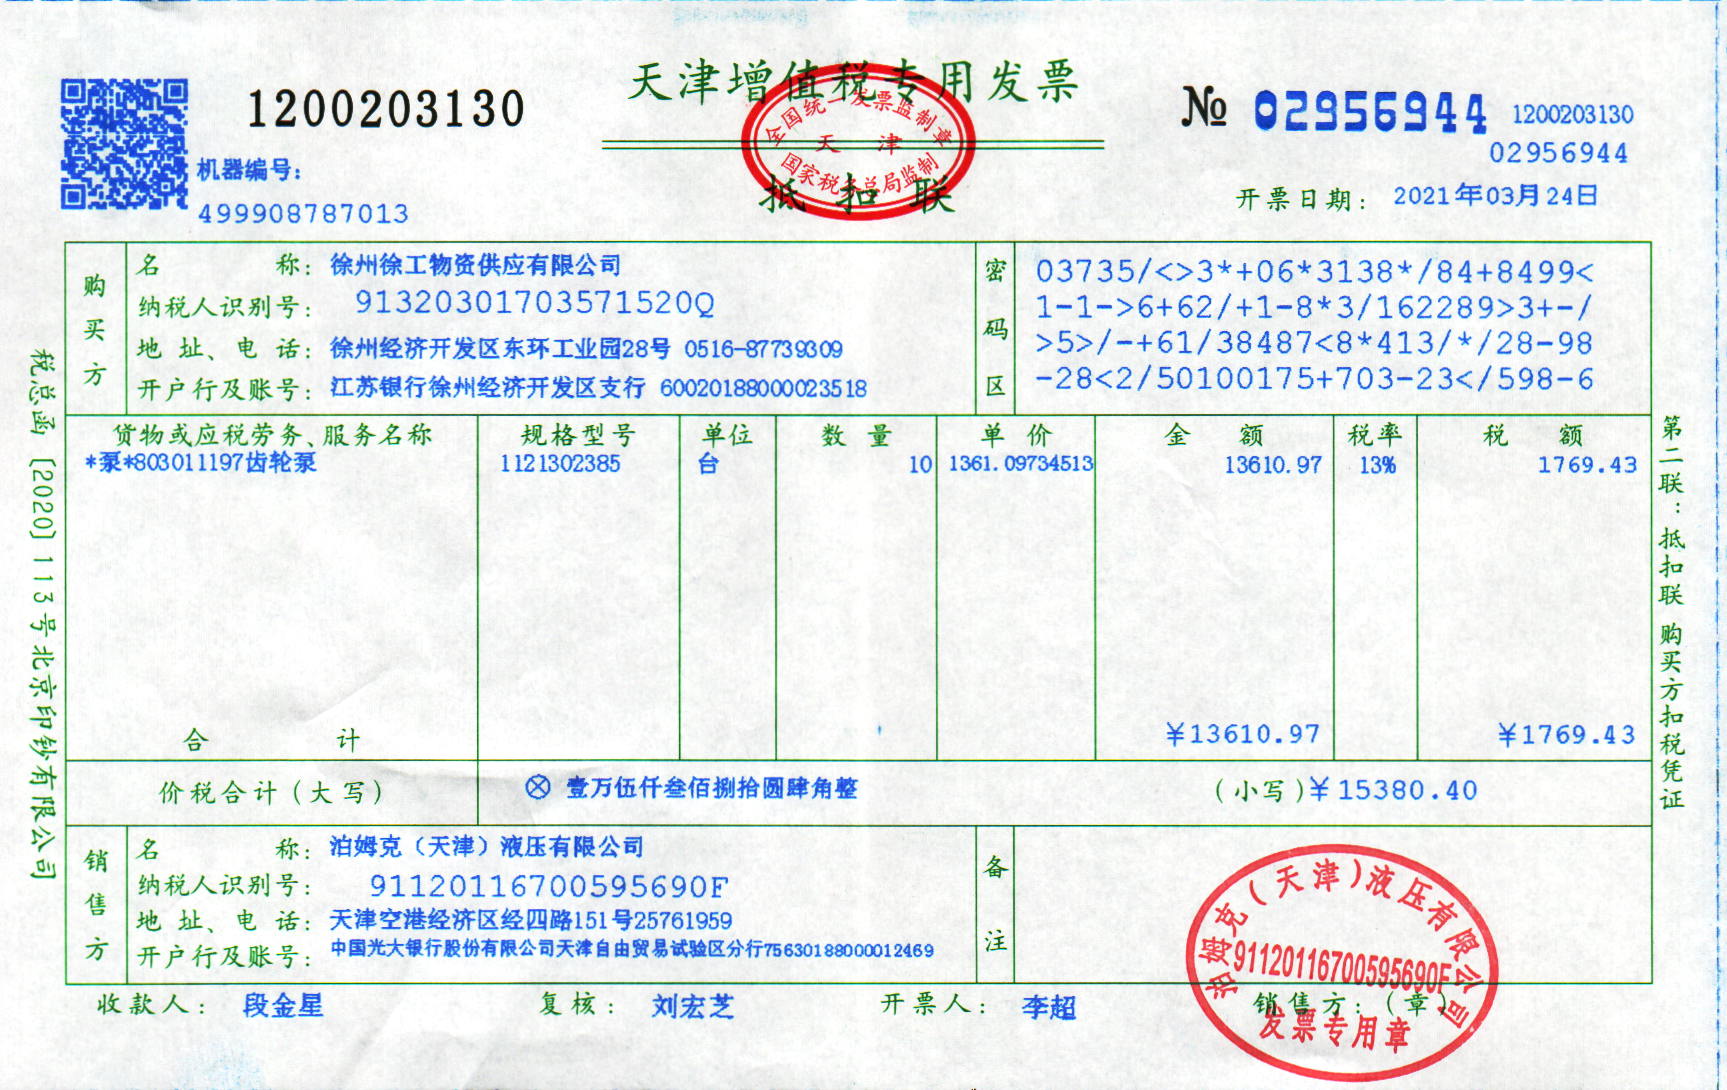 天津增值税专用发票
1200203130
№ 02956944 1200203130
02956944
全国统一发票监制章
天 津
国家税务总局监制
抵 扣 联
机器编号:
499908787013
开票日期: 2021年03月24日
购买方
名 称: 徐州徐工物资供应有限公司
纳税人识别号: 91320301703571520Q
地 址、电 话: 徐州经济开发区东环工业园28号 0516-87739309
开户行及账号: 江苏银行徐州经济开发区支行 60020188000023518
密码区
03735/<>3*+06*3138*/84+8499<
1-1->6+62/+1-8*3/162289>3+-/
>5>/-+61/38487<8*413/*/28-98
-28<2/50100175+703-23</598-6
货物或应税劳务、服务名称 规格型号 单位 数 量 单 价 金 额 税率 税 额
*泵*803011197齿轮泵 1121302385 台 10 1361.09734513 13610.97 13% 1769.43
合 计 ￥13610.97 ￥1769.43
价税合计(大写) ⊗ 壹万伍仟叁佰捌拾圆肆角整 (小写)￥15380.40
销售方
名 称: 泊姆克（天津）液压有限公司
纳税人识别号: 91120116700595690F
地 址、电 话: 天津空港经济区经四路151号25761959
开户行及账号: 中国光大银行股份有限公司天津自由贸易试验区分行75630188000012469
备注
收款人: 段金星 复核: 刘宏芝 开票人: 李超 销售方:(章)
泊姆克(天津)液压有限公司
91120116700595690F
发票专用章
税总函〔2020〕113号北京印钞有限公司
第二联:抵扣联 购买方扣税凭证